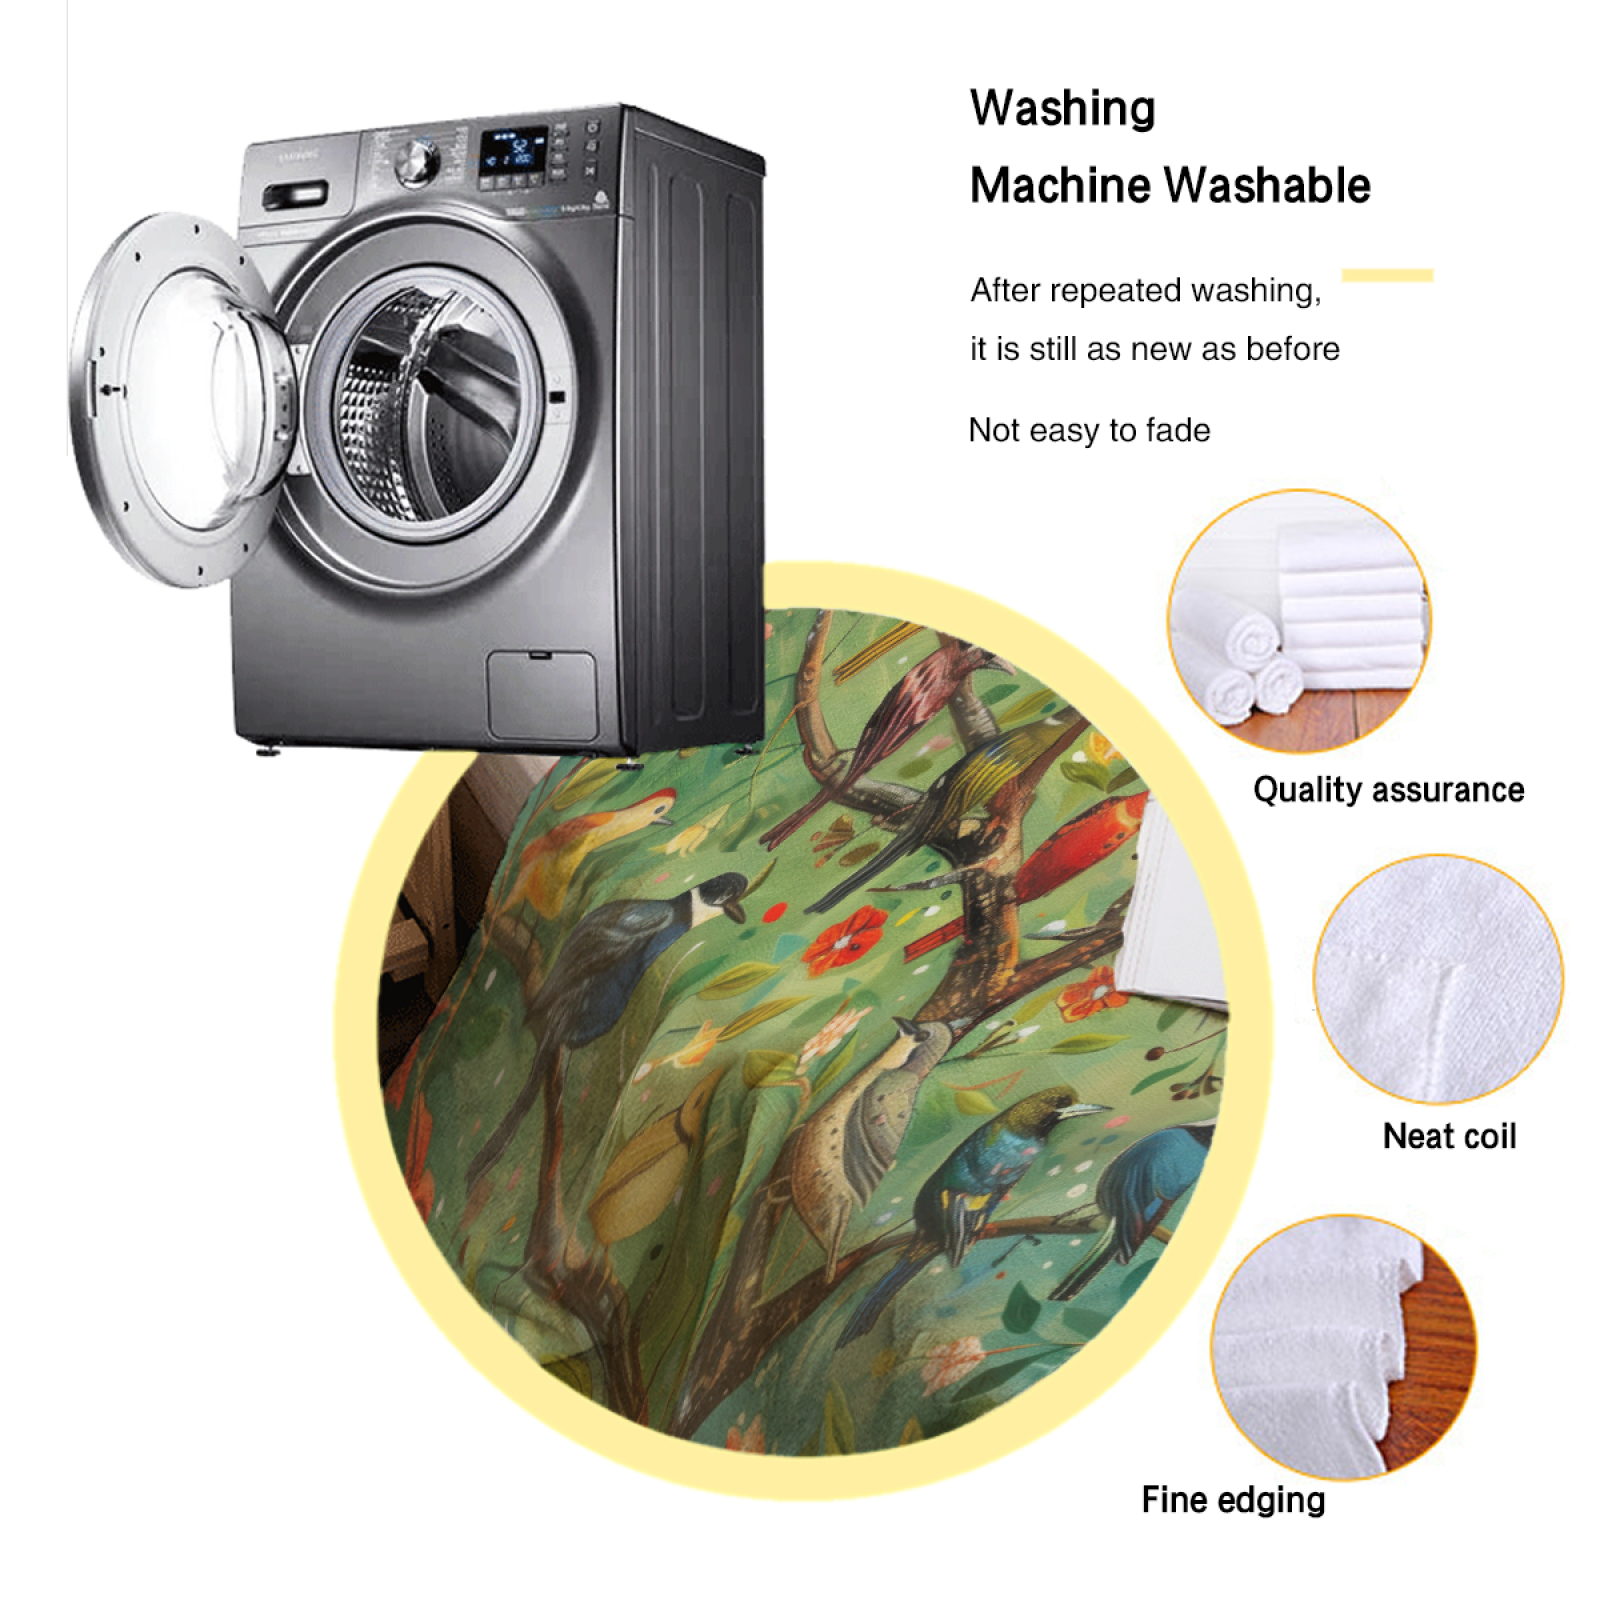 Washing
Machine Washable
After repeated washing,
it is still as new as before
Not easy to fade
Quality assurance
Neat coil
Fine edging